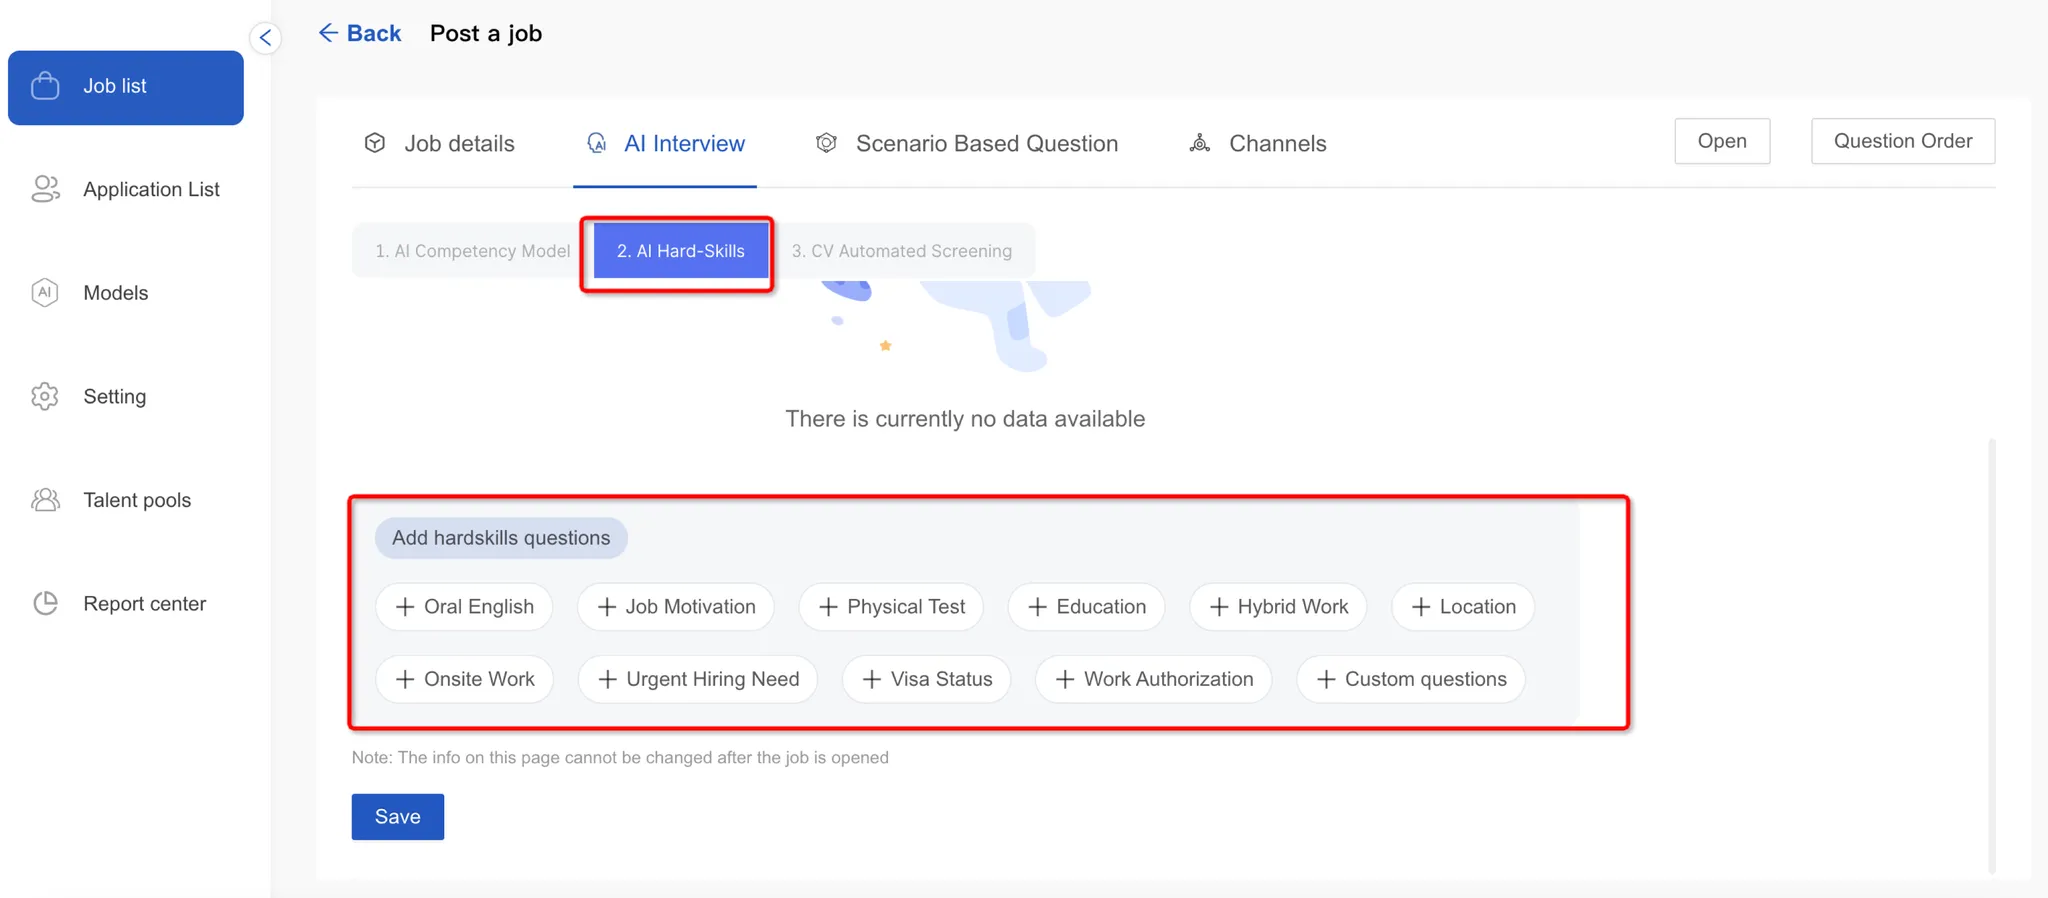 Back Post a job
Job list
Application List
AI Models
Setting
Talent pools
Report center
Job details AI AI Interview Scenario Based Question Channels Open Question Order
1. AI Competency Model 2. AI Hard-Skills 3. CV Automated Screening
There is currently no data available
Add hardskills questions
+ Oral English + Job Motivation + Physical Test + Education + Hybrid Work + Location
+ Onsite Work + Urgent Hiring Need + Visa Status + Work Authorization + Custom questions
Note: The info on this page cannot be changed after the job is opened
Save